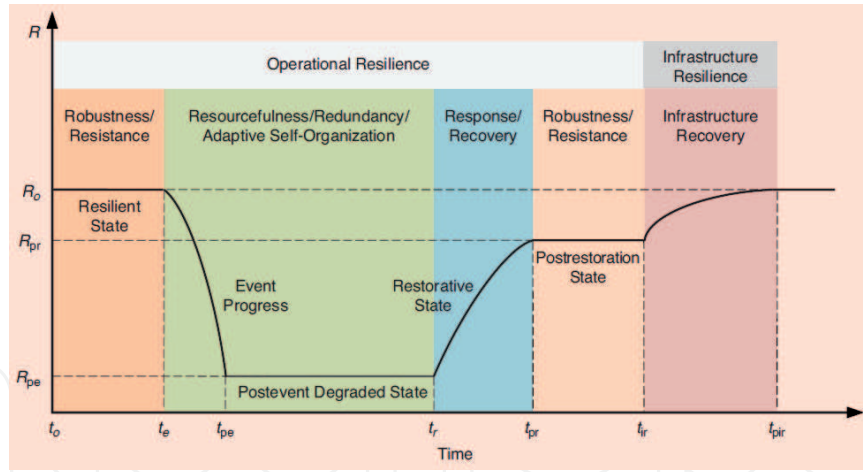 R
Operational Resilience
Infrastructure
Resilience
Robustness/
Resistance
Resourcefulness/Redundancy/
Adaptive Self-Organization
Response/
Recovery
Robustness/
Resistance
Infrastructure
Recovery
Ro
Resilient
State
Rpr
Event
Progress
Restorative
State
Postrestoration
State
Rpe
Postevent Degraded State
to
te
tpe
tr
tpr
tir
tpir
Time